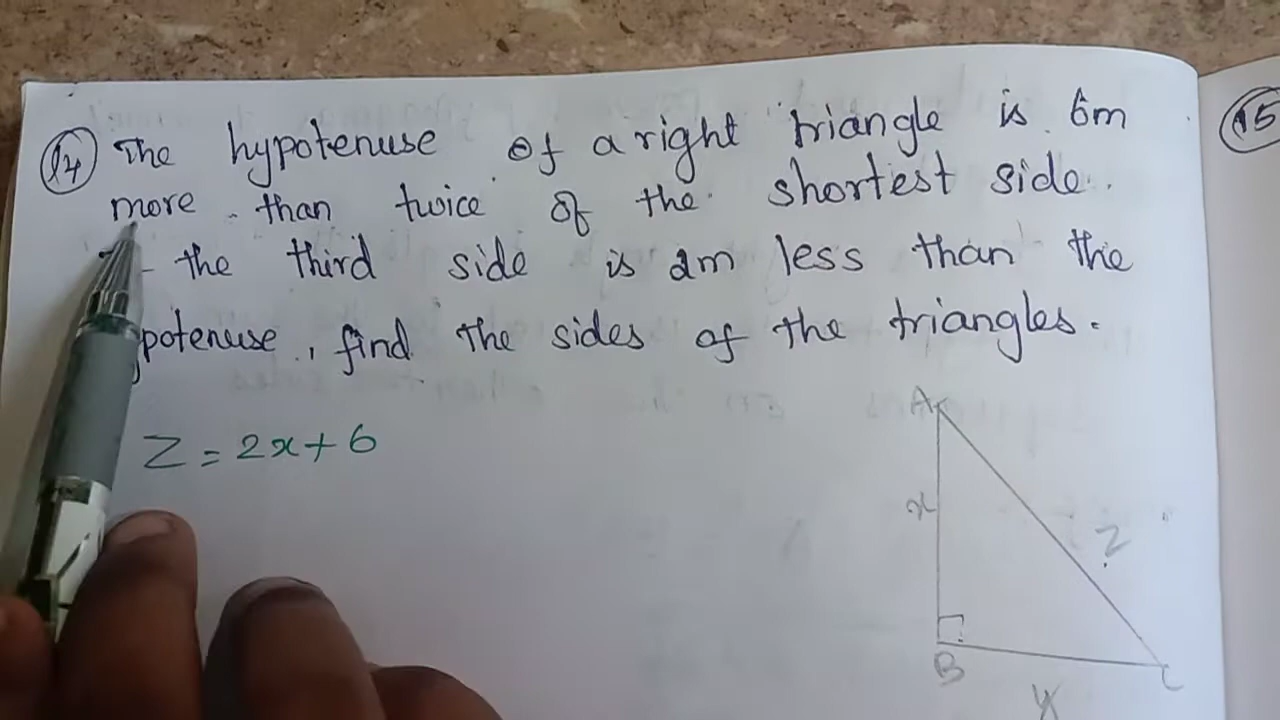 14 The hypotenuse of a right triangle is 6m
more than twice of the shortest side.
the third side is 2m less than the
potenuse, find the sides of the triangles.
Z = 2x + 6
A
x
Z
B
C
y
15